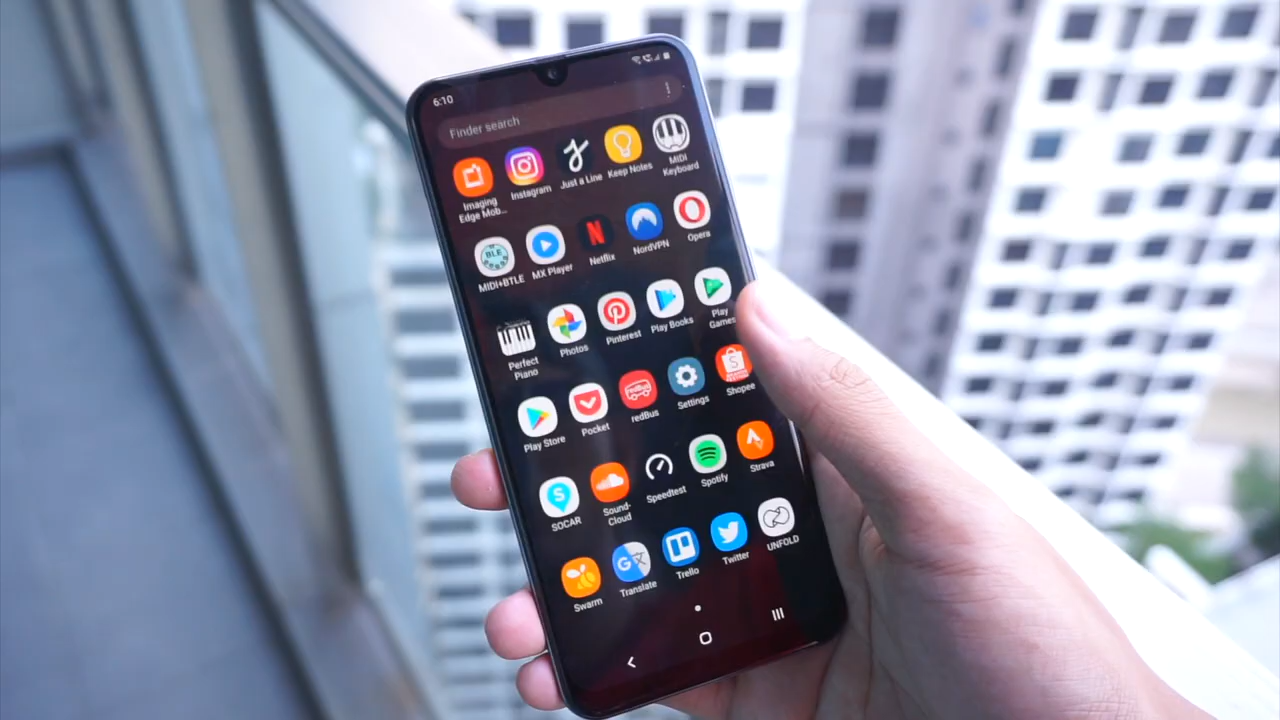 6:10
Finder search
Imaging
Edge Mob...
Instagram
Just a Line
Keep Notes
MIDI
Keyboard
BLE
MIDI+BTLE
MX Player
N
Netflix
NordVPN
Opera
Perfect
Piano
Photos
Pinterest
Play Books
Play
Games
Play Store
Pocket
redBus
redBus
Settings
S
Shopee
S
SOCAR
Sound-
Cloud
Speedtest
Spotify
Strava
Swarm
G
Translate
Trello
Twitter
UNFOLD